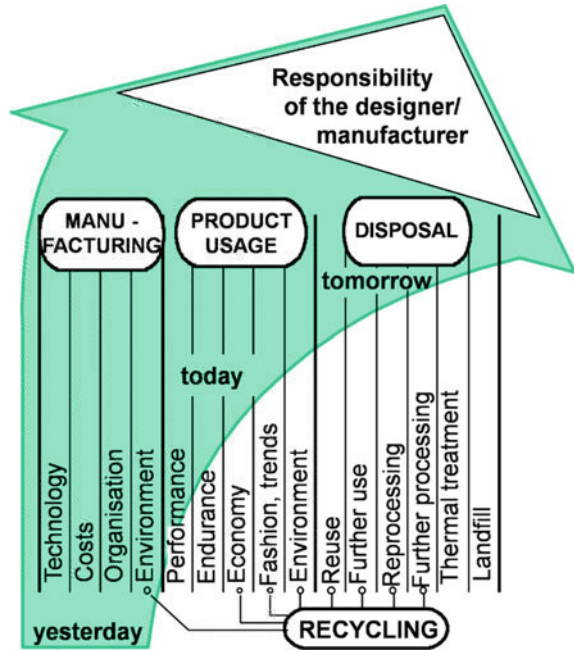 Responsibility
of the designer/
manufacturer
MANU -
FACTURING
PRODUCT
USAGE
DISPOSAL
tomorrow
today
Technology
Costs
Organisation
Environment
Performance
Endurance
Economy
Fashion, trends
Environment
Reuse
Further use
Reprocessing
Further processing
Thermal treatment
Landfill
yesterday
RECYCLING